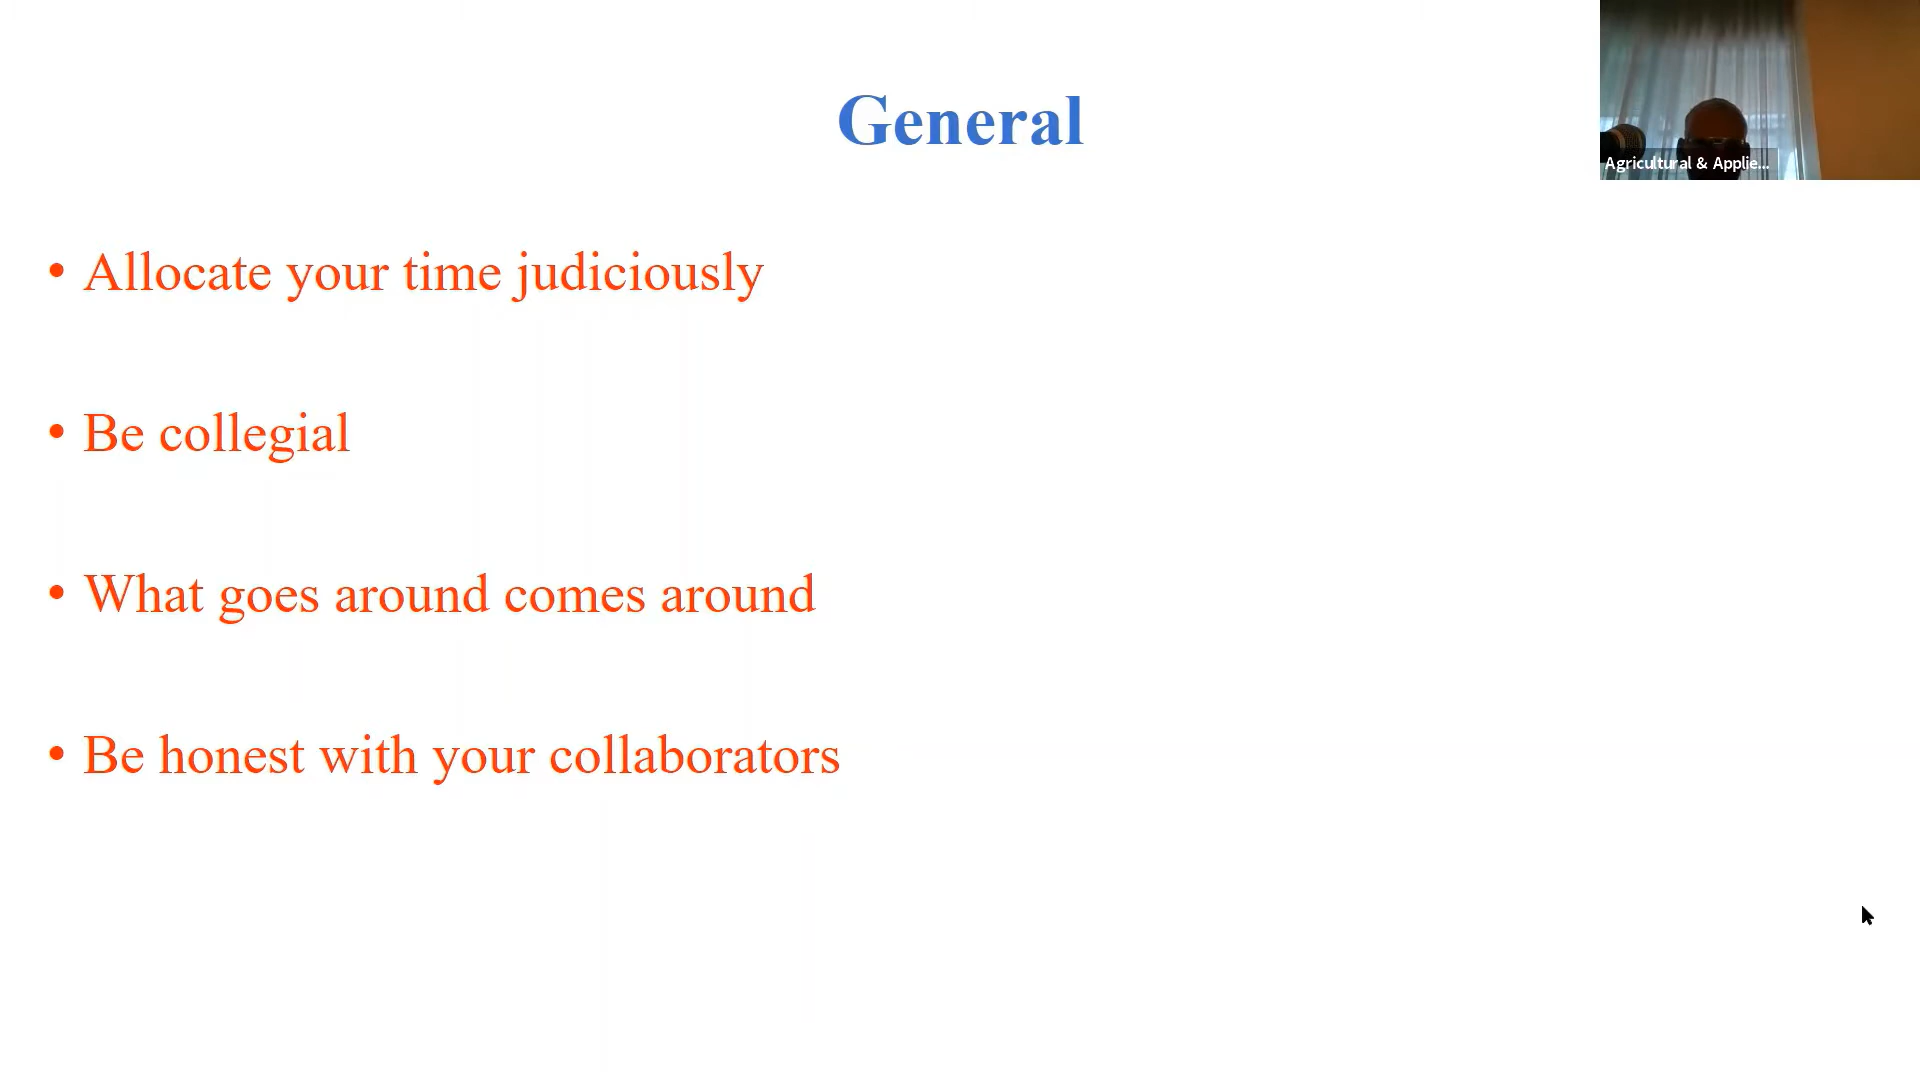 General
Agricultural & Applie...
• Allocate your time judiciously
• Be collegial
• What goes around comes around
• Be honest with your collaborators